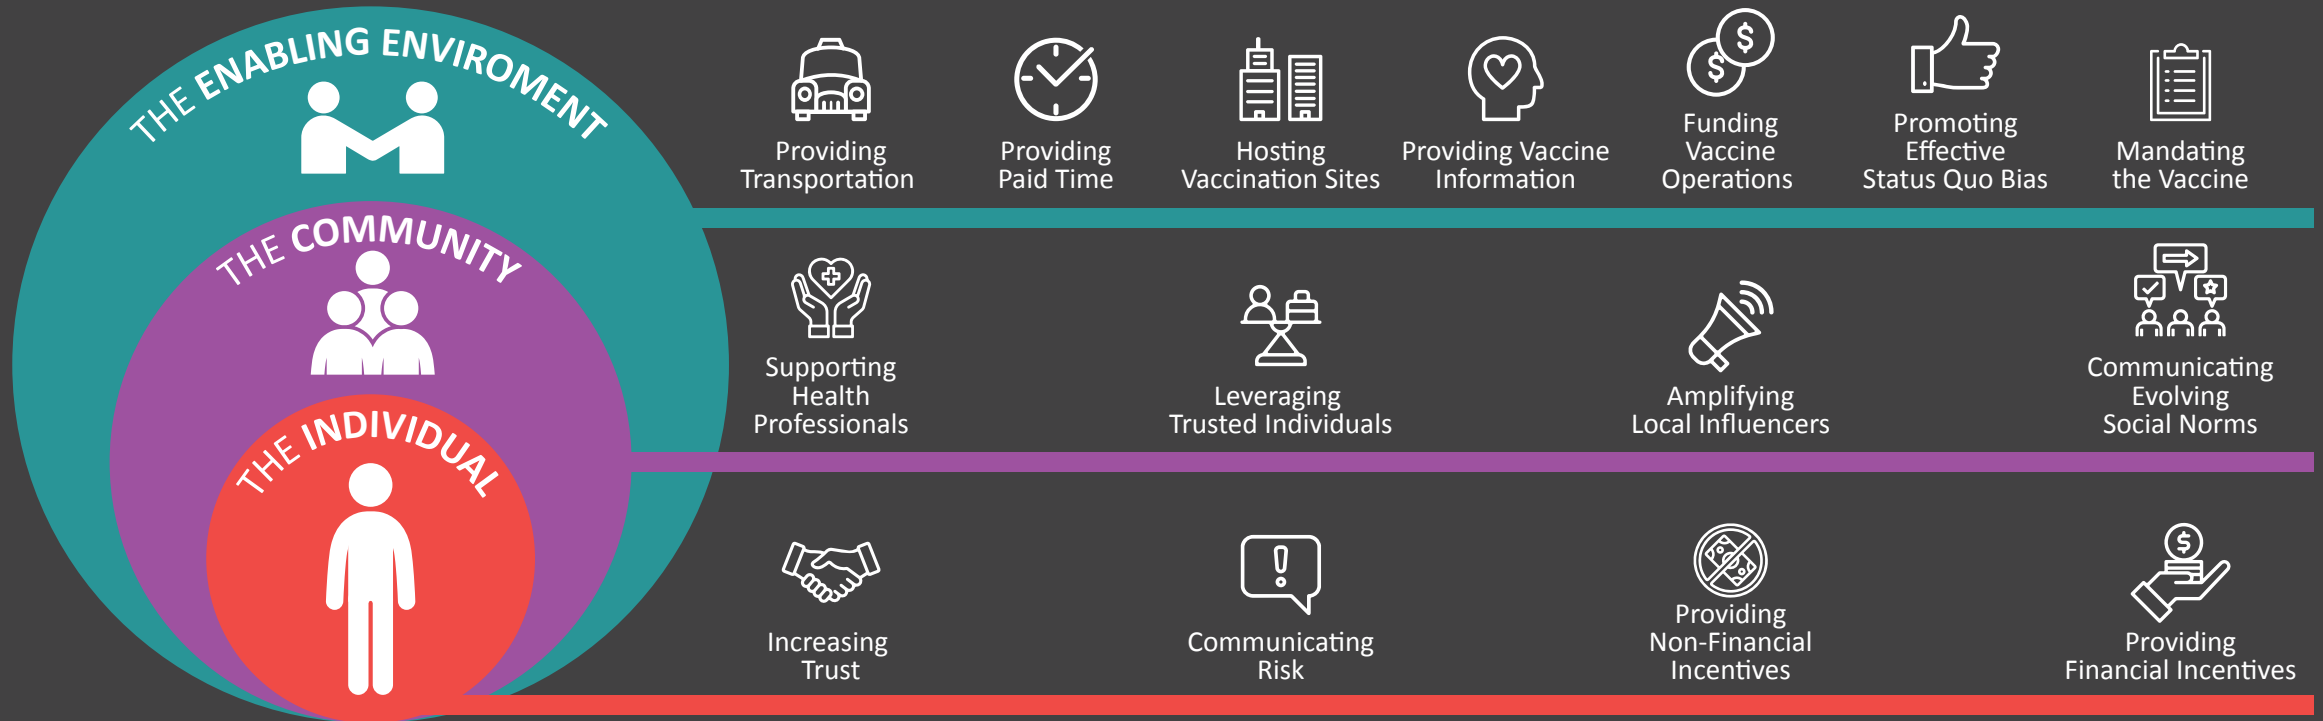 THE ENABLING ENVIROMENT
Providing
Transportation
Providing
Paid Time
Hosting
Vaccination Sites
Providing Vaccine
Information
Funding
Vaccine
Operations
Promoting
Effective
Status Quo Bias
Mandating
the Vaccine
THE COMMUNITY
Supporting
Health
Professionals
Leveraging
Trusted Individuals
Amplifying
Local Influencers
Communicating
Evolving
Social Norms
THE INDIVIDUAL
Increasing
Trust
Communicating
Risk
Providing
Non-Financial
Incentives
Providing
Financial Incentives